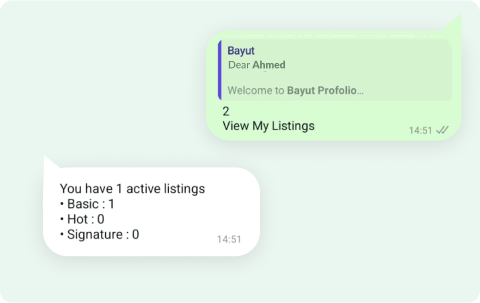 Bayut
Dear Ahmed
Welcome to Bayut Profolio...
2
View My Listings
14:51
You have 1 active listings
• Basic : 1
• Hot : 0
• Signature : 0
14:51